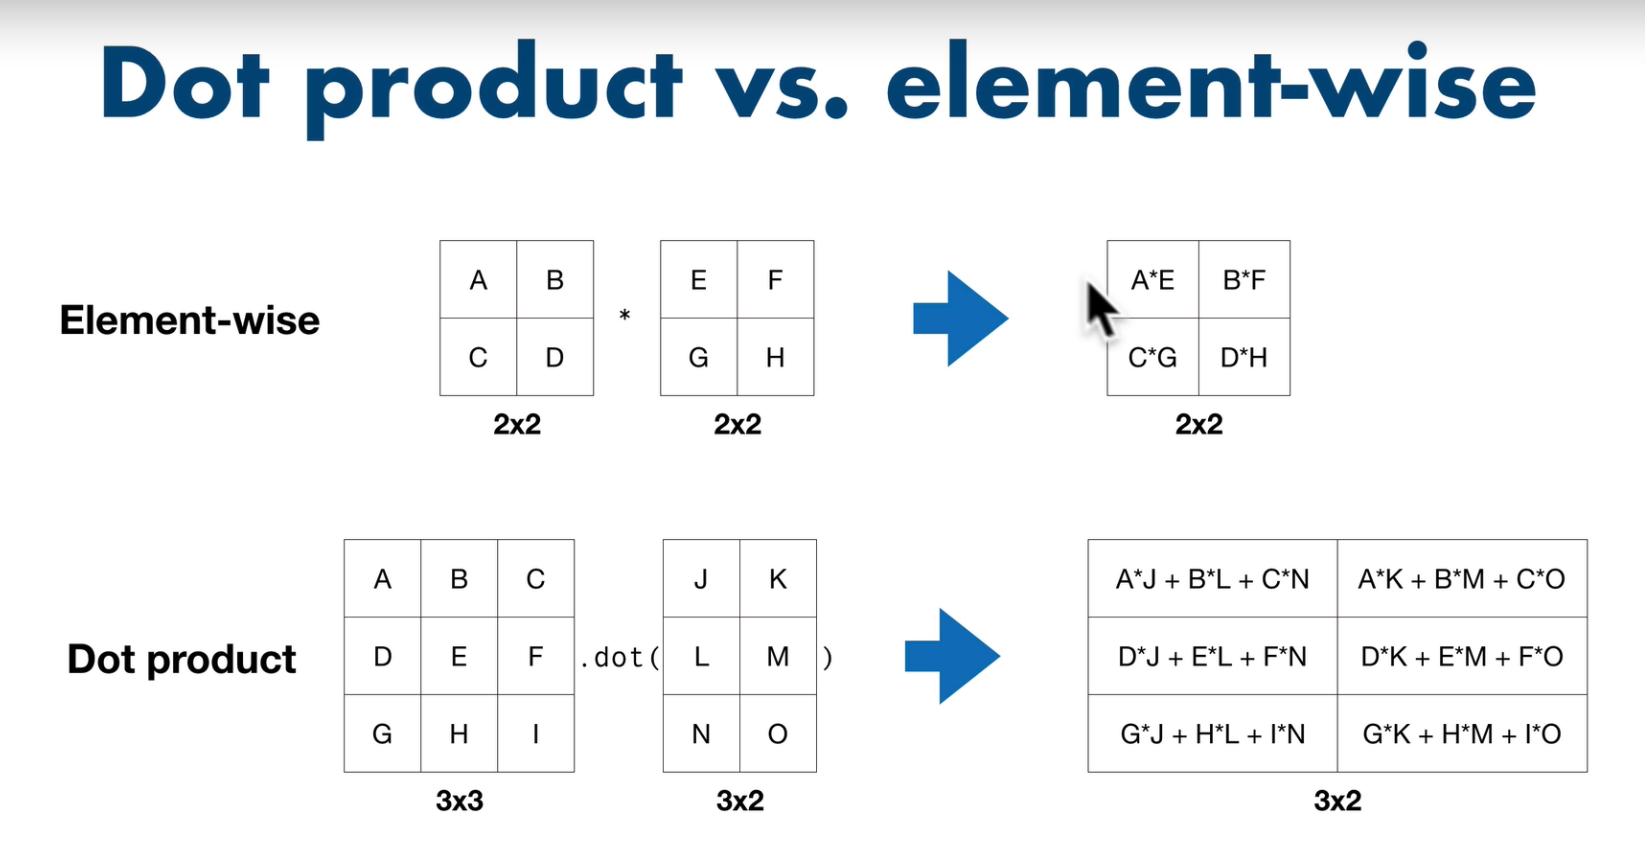 Dot product vs. element-wise
Element-wise
A B * E F A*E B*F
C D G H C*G D*H
2x2 2x2 2x2
Dot product
A B C J K A*J + B*L + C*N A*K + B*M + C*O
D E F .dot( L M ) D*J + E*L + F*N D*K + E*M + F*O
G H I N O G*J + H*L + I*N G*K + H*M + I*O
3x3 3x2 3x2